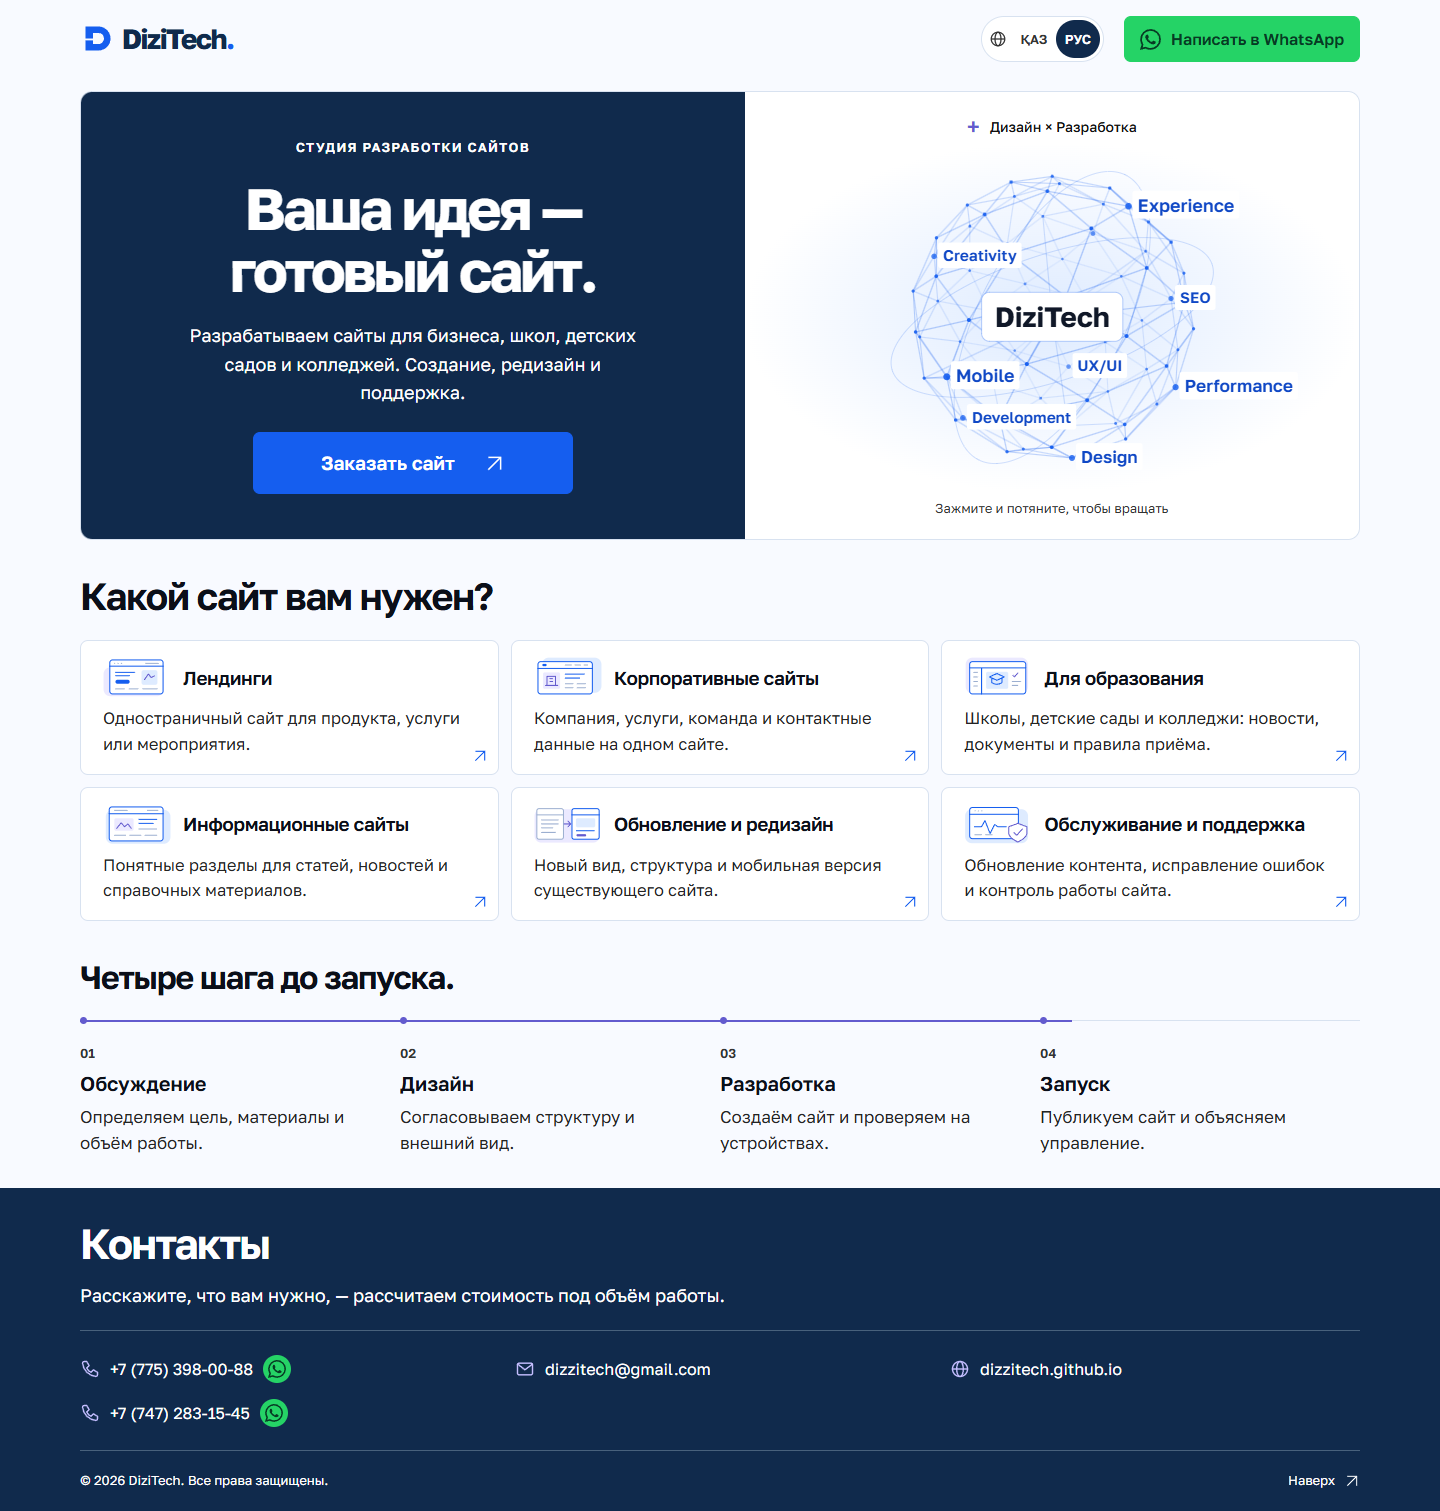 DiziTech.
ҚАЗ
РУС
Написать в WhatsApp
СТУДИЯ РАЗРАБОТКИ САЙТОВ
Ваша идея —
готовый сайт.
Разрабатываем сайты для бизнеса, школ, детских
садов и колледжей. Создание, редизайн и
поддержка.
Заказать сайт
Дизайн × Разработка
Experience
Creativity
SEO
DiziTech
UX/UI
Mobile
Performance
Development
Design
Зажмите и потяните, чтобы вращать
Какой сайт вам нужен?
Лендинги
Одностраничный сайт для продукта, услуги
или мероприятия.
Корпоративные сайты
Компания, услуги, команда и контактные
данные на одном сайте.
Для образования
Школы, детские сады и колледжи: новости,
документы и правила приёма.
Информационные сайты
Понятные разделы для статей, новостей и
справочных материалов.
Обновление и редизайн
Новый вид, структура и мобильная версия
существующего сайта.
Обслуживание и поддержка
Обновление контента, исправление ошибок
и контроль работы сайта.
Четыре шага до запуска.
01
Обсуждение
Определяем цель, материалы и
объём работы.
02
Дизайн
Согласовываем структуру и
внешний вид.
03
Разработка
Создаём сайт и проверяем на
устройствах.
04
Запуск
Публикуем сайт и объясняем
управление.
Контакты
Расскажите, что вам нужно, — рассчитаем стоимость под объём работы.
+7 (775) 398-00-88
dizzitech@gmail.com
dizzitech.github.io
+7 (747) 283-15-45
© 2026 DiziTech. Все права защищены.
Наверх